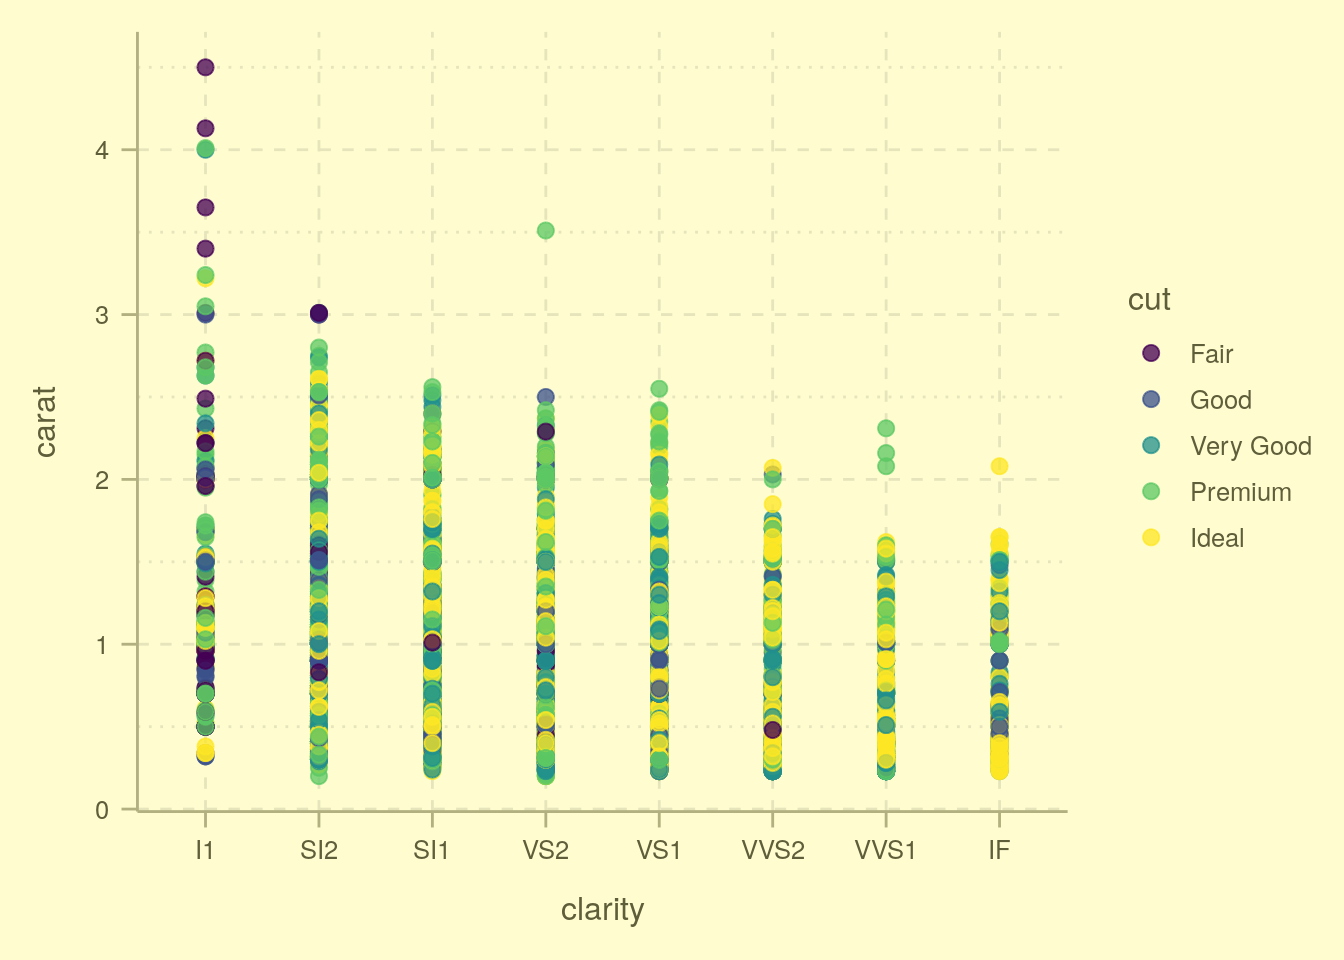 4
3
2
1
0
carat
I1 SI2 SI1 VS2 VS1 VVS2 VVS1 IF
clarity
cut
Fair
Good
Very Good
Premium
Ideal